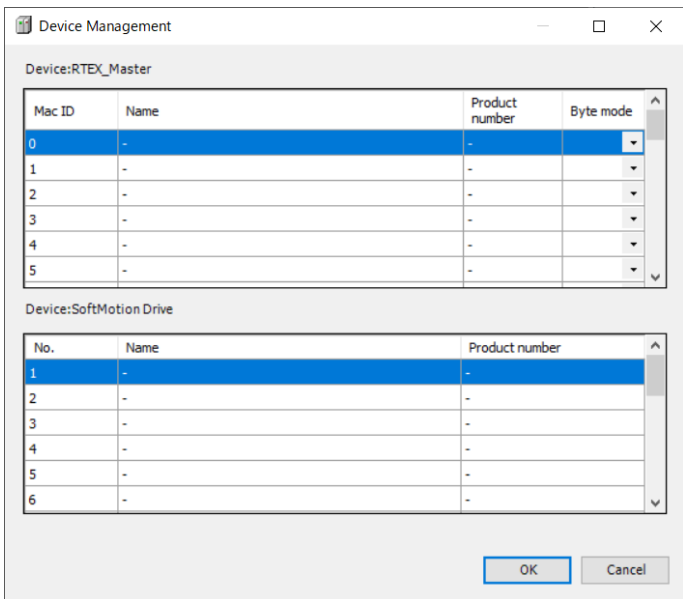 Device Management
Device:RTEX_Master
Mac ID Name Product number Byte mode
0 - -
1 - -
2 - -
3 - -
4 - -
5 - -
Device:SoftMotion Drive
No. Name Product number
1 - -
2 - -
3 - -
4 - -
5 - -
6 - -
OK Cancel